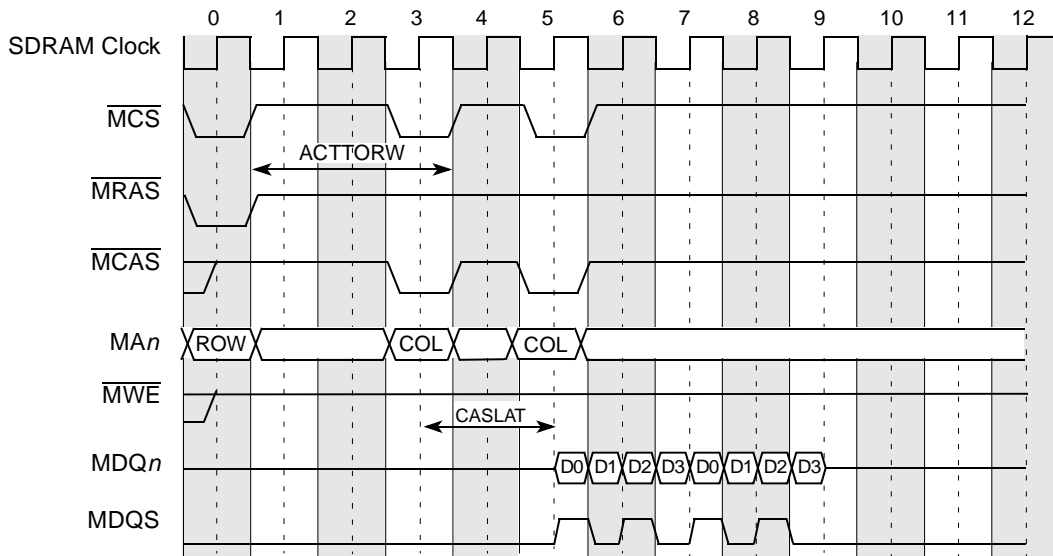 0 1 2 3 4 5 6 7 8 9 10 11 12
SDRAM Clock
MCS
ACTTORW
MRAS
MCAS
MAn ROW COL COL
MWE
CASLAT
MDQn D0 D1 D2 D3 D0 D1 D2 D3
MDQS